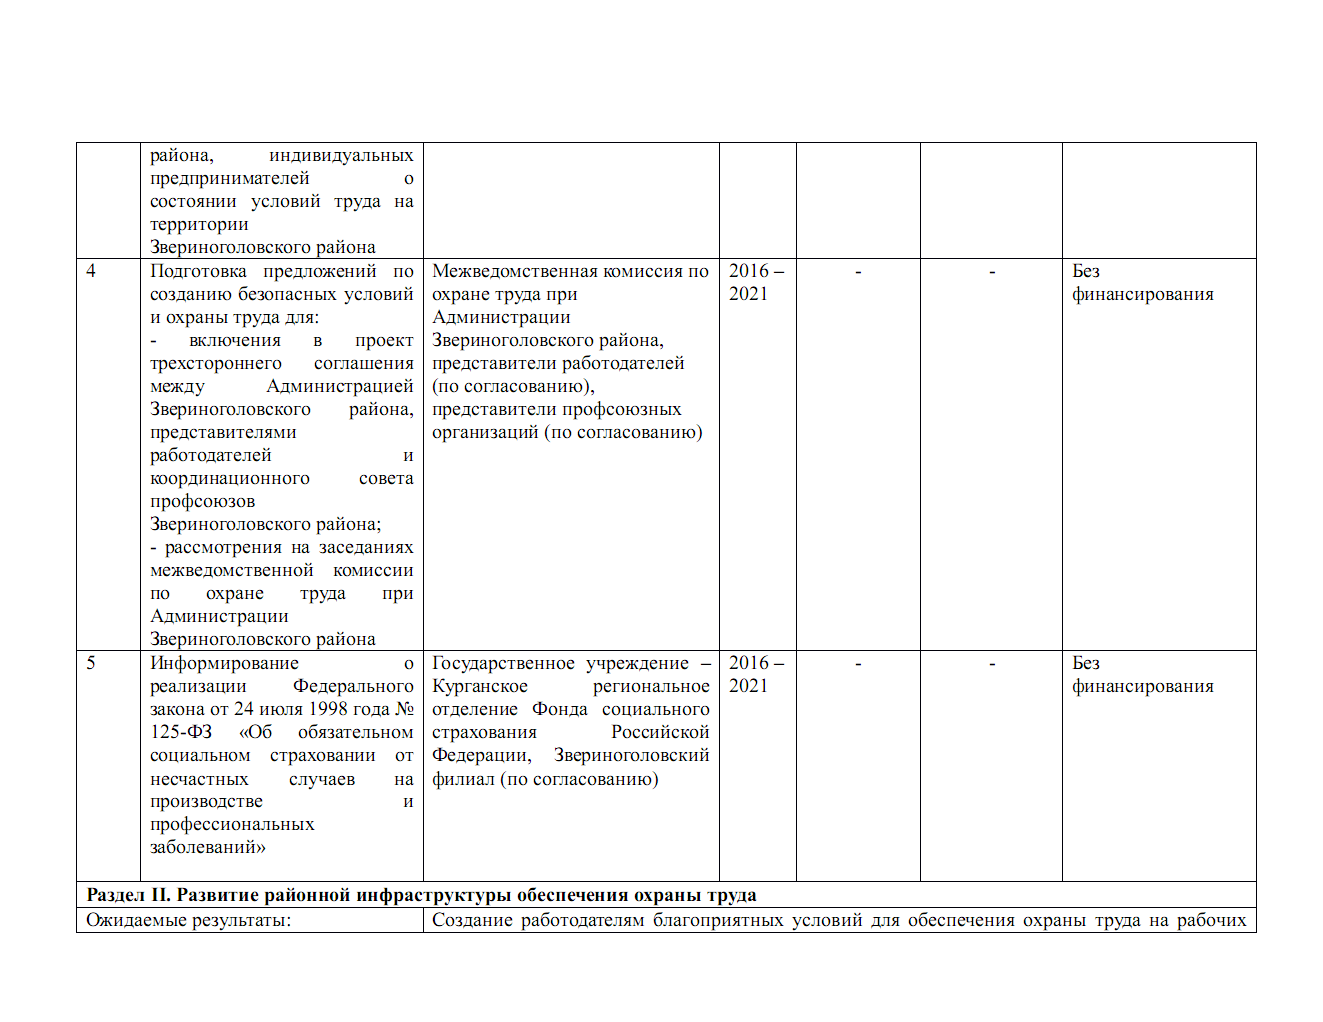 района, индивидуальных
предпринимателей о
состоянии условий труда на
территории
Звериноголовского района
4
Подготовка предложений по
созданию безопасных условий
и охраны труда для:
- включения в проект
трехстороннего соглашения
между Администрацией
Звериноголовского района,
представителями
работодателей и
координационного совета
профсоюзов
Звериноголовского района;
- рассмотрения на заседаниях
межведомственной комиссии
по охране труда при
Администрации
Звериноголовского района
Межведомственная комиссия по
охране труда при
Администрации
Звериноголовского района,
представители работодателей
(по согласованию),
представители профсоюзных
организаций (по согласованию)
2016 –
2021
-
-
Без
финансирования
5
Информирование о
реализации Федерального
закона от 24 июля 1998 года №
125-ФЗ «Об обязательном
социальном страховании от
несчастных случаев на
производстве и
профессиональных
заболеваний»
Государственное учреждение –
Курганское региональное
отделение Фонда социального
страхования Российской
Федерации, Звериноголовский
филиал (по согласованию)
2016 –
2021
-
-
Без
финансирования
Раздел II. Развитие районной инфраструктуры обеспечения охраны труда
Ожидаемые результаты:
Создание работодателям благоприятных условий для обеспечения охраны труда на рабочих